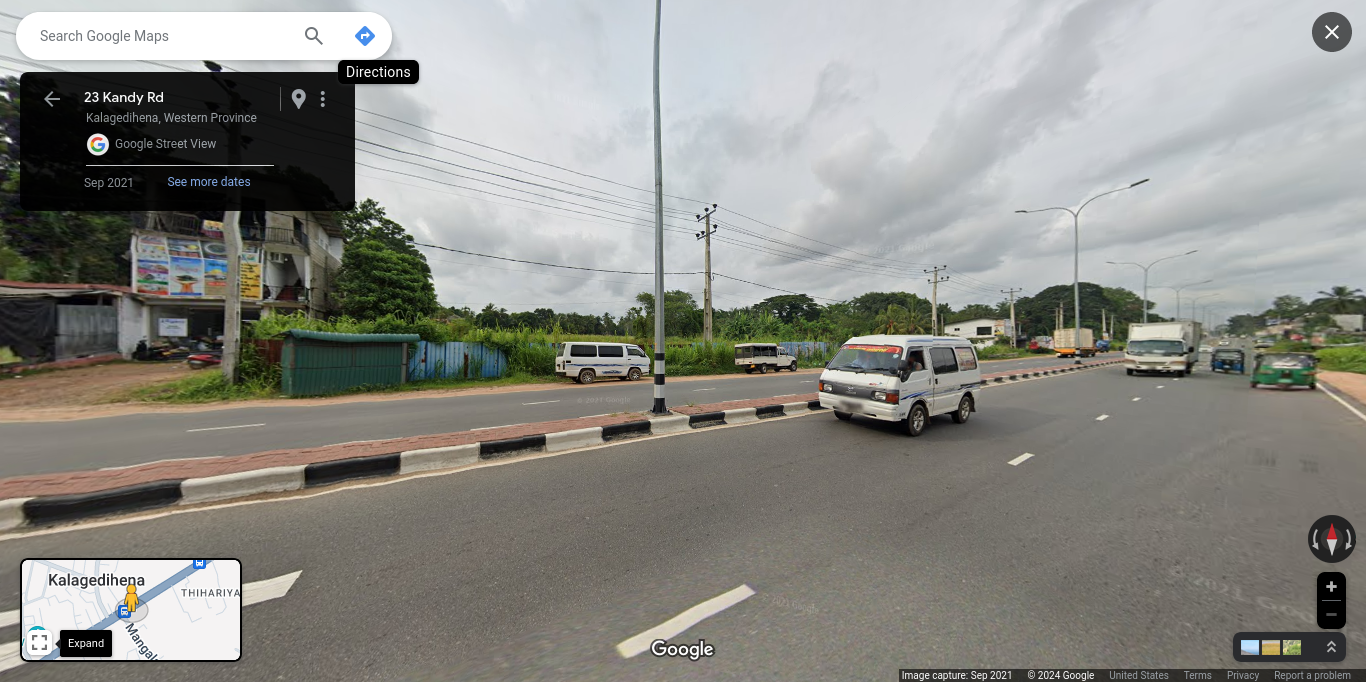 Search Google Maps
Directions
23 Kandy Rd
Kalagedihena, Western Province
Google Street View
Sep 2021
See more dates
Kalagedihena
THIHARIYA
Mangal
Expand
Google
Image capture: Sep 2021
© 2024 Google
United States
Terms
Privacy
Report a problem